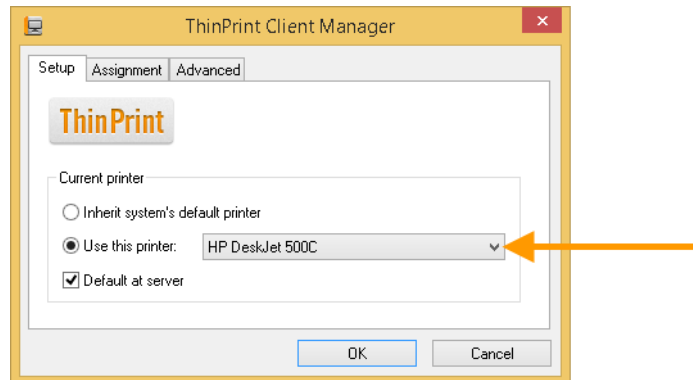 ThinPrint Client Manager
Setup Assignment Advanced
ThinPrint
Current printer
Inherit system's default printer
Use this printer: HP DeskJet 500C
Default at server
OK Cancel